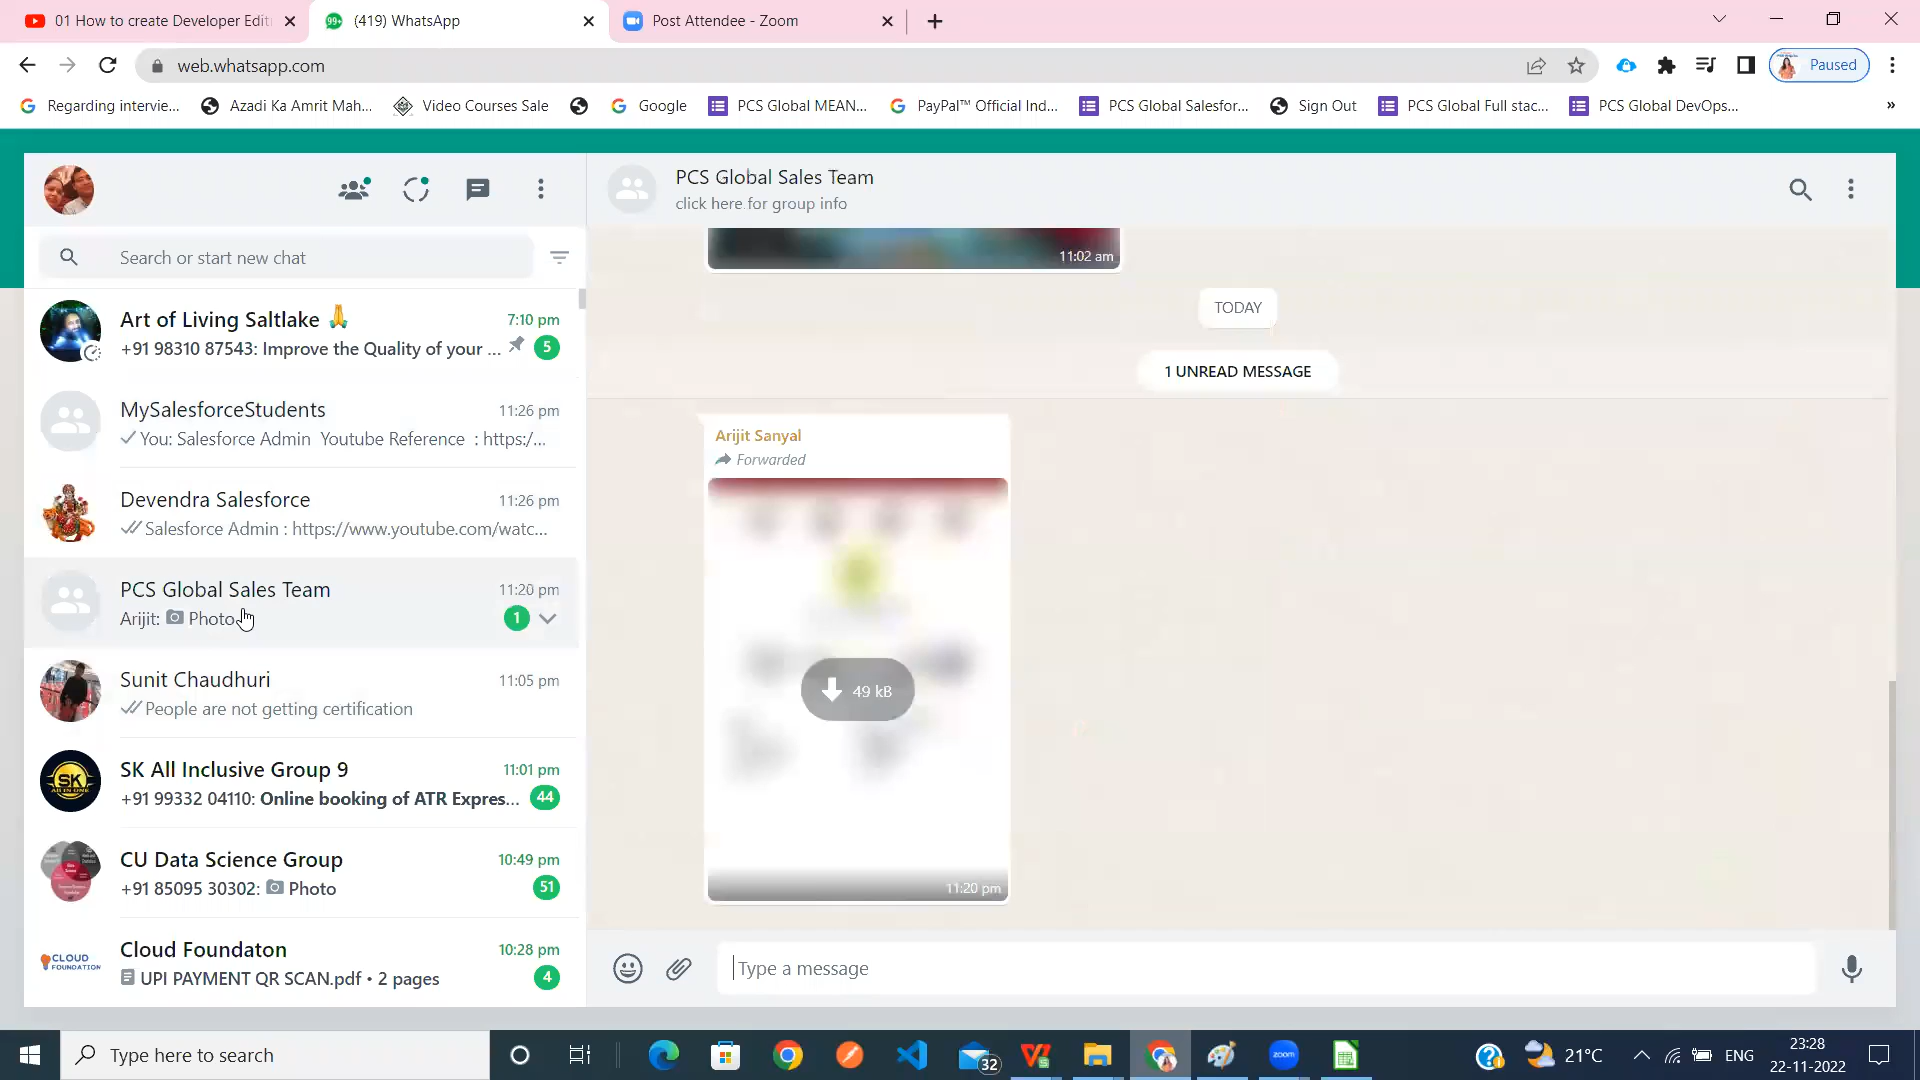 01 How to create Developer Editi
(419) WhatsApp
Post Attendee - Zoom
web.whatsapp.com
Paused
Regarding intervie...
Azadi Ka Amrit Mah...
Video Courses Sale
Google
PCS Global MEAN...
PayPal™ Official Ind...
PCS Global Salesfor...
Sign Out
PCS Global Full stac...
PCS Global DevOps...
»
PCS Global Sales Team
click here for group info
Search or start new chat
11:02 am
TODAY
1 UNREAD MESSAGE
Art of Living Saltlake 🙏 7:10 pm
+91 98310 87543: Improve the Quality of your ... 5
MySalesforceStudents 11:26 pm
You: Salesforce Admin Youtube Reference : https:/...
Devendra Salesforce 11:26 pm
Salesforce Admin : https://www.youtube.com/watc...
PCS Global Sales Team 11:20 pm
Arijit: Photo 1
Sunit Chaudhuri 11:05 pm
People are not getting certification
SK
ALL IN ONE
SK All Inclusive Group 9 11:01 pm
+91 99332 04110: Online booking of ATR Expres... 44
CU Data Science Group 10:49 pm
+91 85095 30302: Photo 51
CLOUD
FOUNDATION
Cloud Foundaton 10:28 pm
UPI PAYMENT QR SCAN.pdf • 2 pages 4
Arijit Sanyal
Forwarded
49 kB
11:20 pm
Type a message
Type here to search
32
zoom
21°C
ENG
23:28
22-11-2022